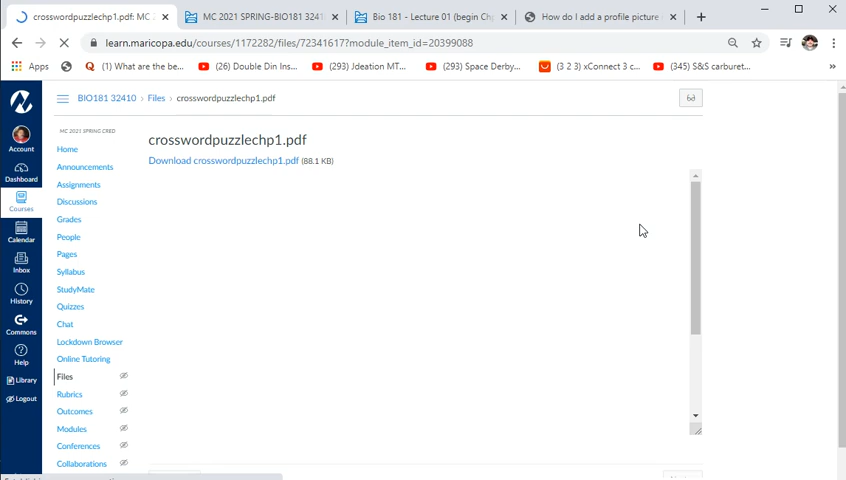 crosswordpuzzlechp1.pdf: MC
MC 2021 SPRING-BIO181 3241
Bio 181 - Lecture 01 (begin Chp
How do I add a profile picture
learn.maricopa.edu/courses/1172282/files/72341617?module_item_id=20399088
Apps
(1) What are the be...
(26) Double Din Ins...
(293) Jdeation MT...
(293) Space Derby...
(3 2 3) xConnect 3 c...
(345) S&S carburet...
BIO181 32410 › Files › crosswordpuzzlechp1.pdf
MC 2021 SPRING CRED
Account
Dashboard
Courses
Calendar
Inbox
History
Commons
Help
Library
Logout
Home
Announcements
Assignments
Discussions
Grades
People
Pages
Syllabus
StudyMate
Quizzes
Chat
Lockdown Browser
Online Tutoring
Files
Rubrics
Outcomes
Modules
Conferences
Collaborations
crosswordpuzzlechp1.pdf
Download crosswordpuzzlechp1.pdf (88.1 KB)